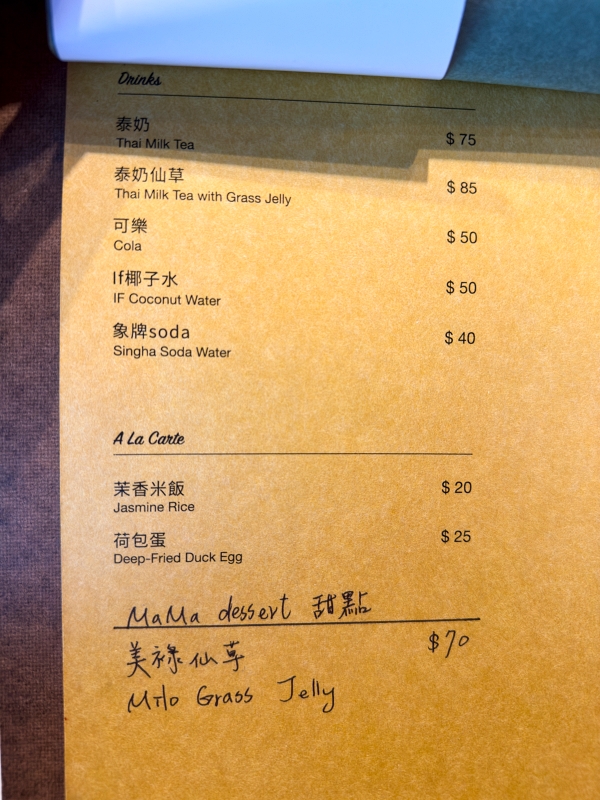 Drinks
泰奶 $ 75
Thai Milk Tea
泰奶仙草 $ 85
Thai Milk Tea with Grass Jelly
可樂 $ 50
Cola
If椰子水 $ 50
IF Coconut Water
象牌soda $ 40
Singha Soda Water
A La Carte
茉香米飯 $ 20
Jasmine Rice
荷包蛋 $ 25
Deep-Fried Duck Egg
MaMa dessert 甜點
美祿仙草 $70
Milo Grass Jelly